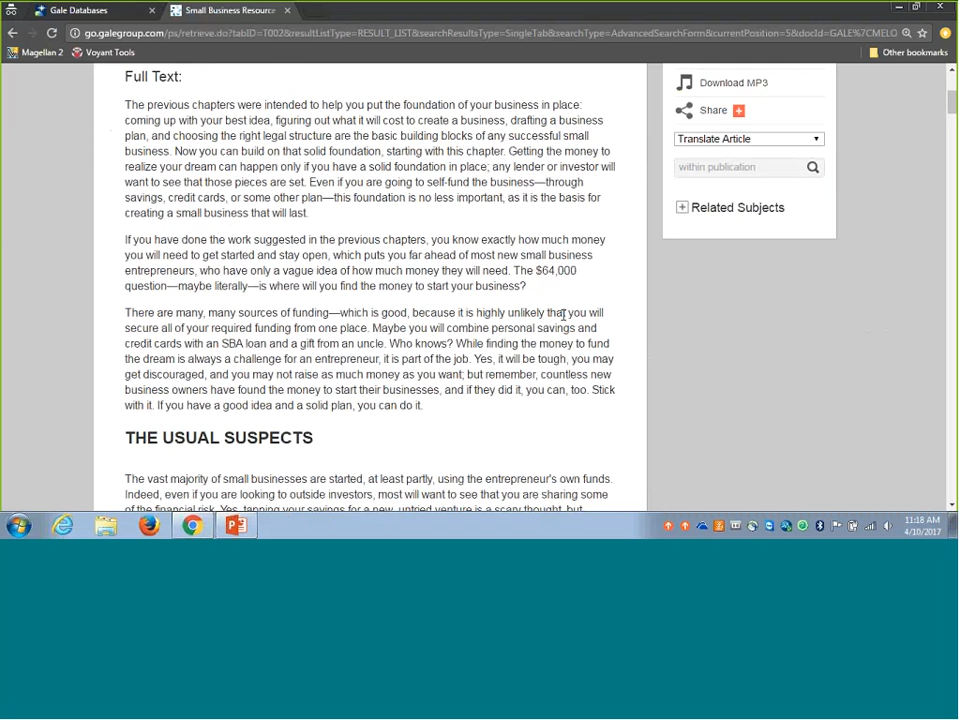 Gale Databases
Small Business Resource
go.galegroup.com/ps/retrieve.do?tabID=T002&resultListType=RESULT_LIST&searchResultsType=SingleTab&searchType=AdvancedSearchForm&currentPosition=5&docId=GALE%7CMELO
Magellan 2
Voyant Tools
Other bookmarks
Full Text:
The previous chapters were intended to help you put the foundation of your business in place:
coming up with your best idea, figuring out what it will cost to create a business, drafting a business
plan, and choosing the right legal structure are the basic building blocks of any successful small
business. Now you can build on that solid foundation, starting with this chapter. Getting the money to
realize your dream can happen only if you have a solid foundation in place; any lender or investor will
want to see that those pieces are set. Even if you are going to self-fund the business—through
savings, credit cards, or some other plan—this foundation is no less important, as it is the basis for
creating a small business that will last.
If you have done the work suggested in the previous chapters, you know exactly how much money
you will need to get started and stay open, which puts you far ahead of most new small business
entrepreneurs, who have only a vague idea of how much money they will need. The $64,000
question—maybe literally—is where will you find the money to start your business?
There are many, many sources of funding—which is good, because it is highly unlikely that you will
secure all of your required funding from one place. Maybe you will combine personal savings and
credit cards with an SBA loan and a gift from an uncle. Who knows? While finding the money to fund
the dream is always a challenge for an entrepreneur, it is part of the job. Yes, it will be tough, you may
get discouraged, and you may not raise as much money as you want; but remember, countless new
business owners have found the money to start their businesses, and if they did it, you can, too. Stick
with it. If you have a good idea and a solid plan, you can do it.
THE USUAL SUSPECTS
The vast majority of small businesses are started, at least partly, using the entrepreneur's own funds.
Indeed, even if you are looking to outside investors, most will want to see that you are sharing some
of the financial risk. Yes, tapping your savings for a new, untried venture is a scary thought, but
Download MP3
Share
Translate Article
within publication
Related Subjects
11:18 AM
4/10/2017